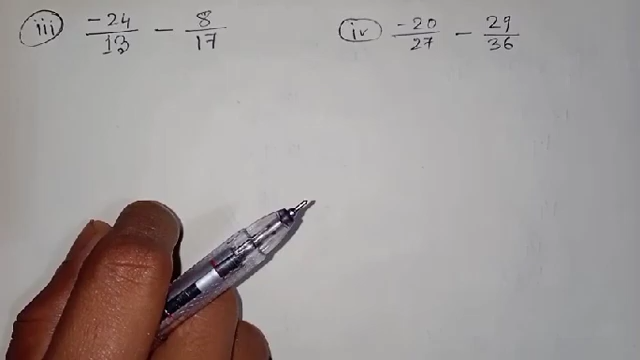 iii) -24/13 - 8/17
iv) -20/27 - 29/36